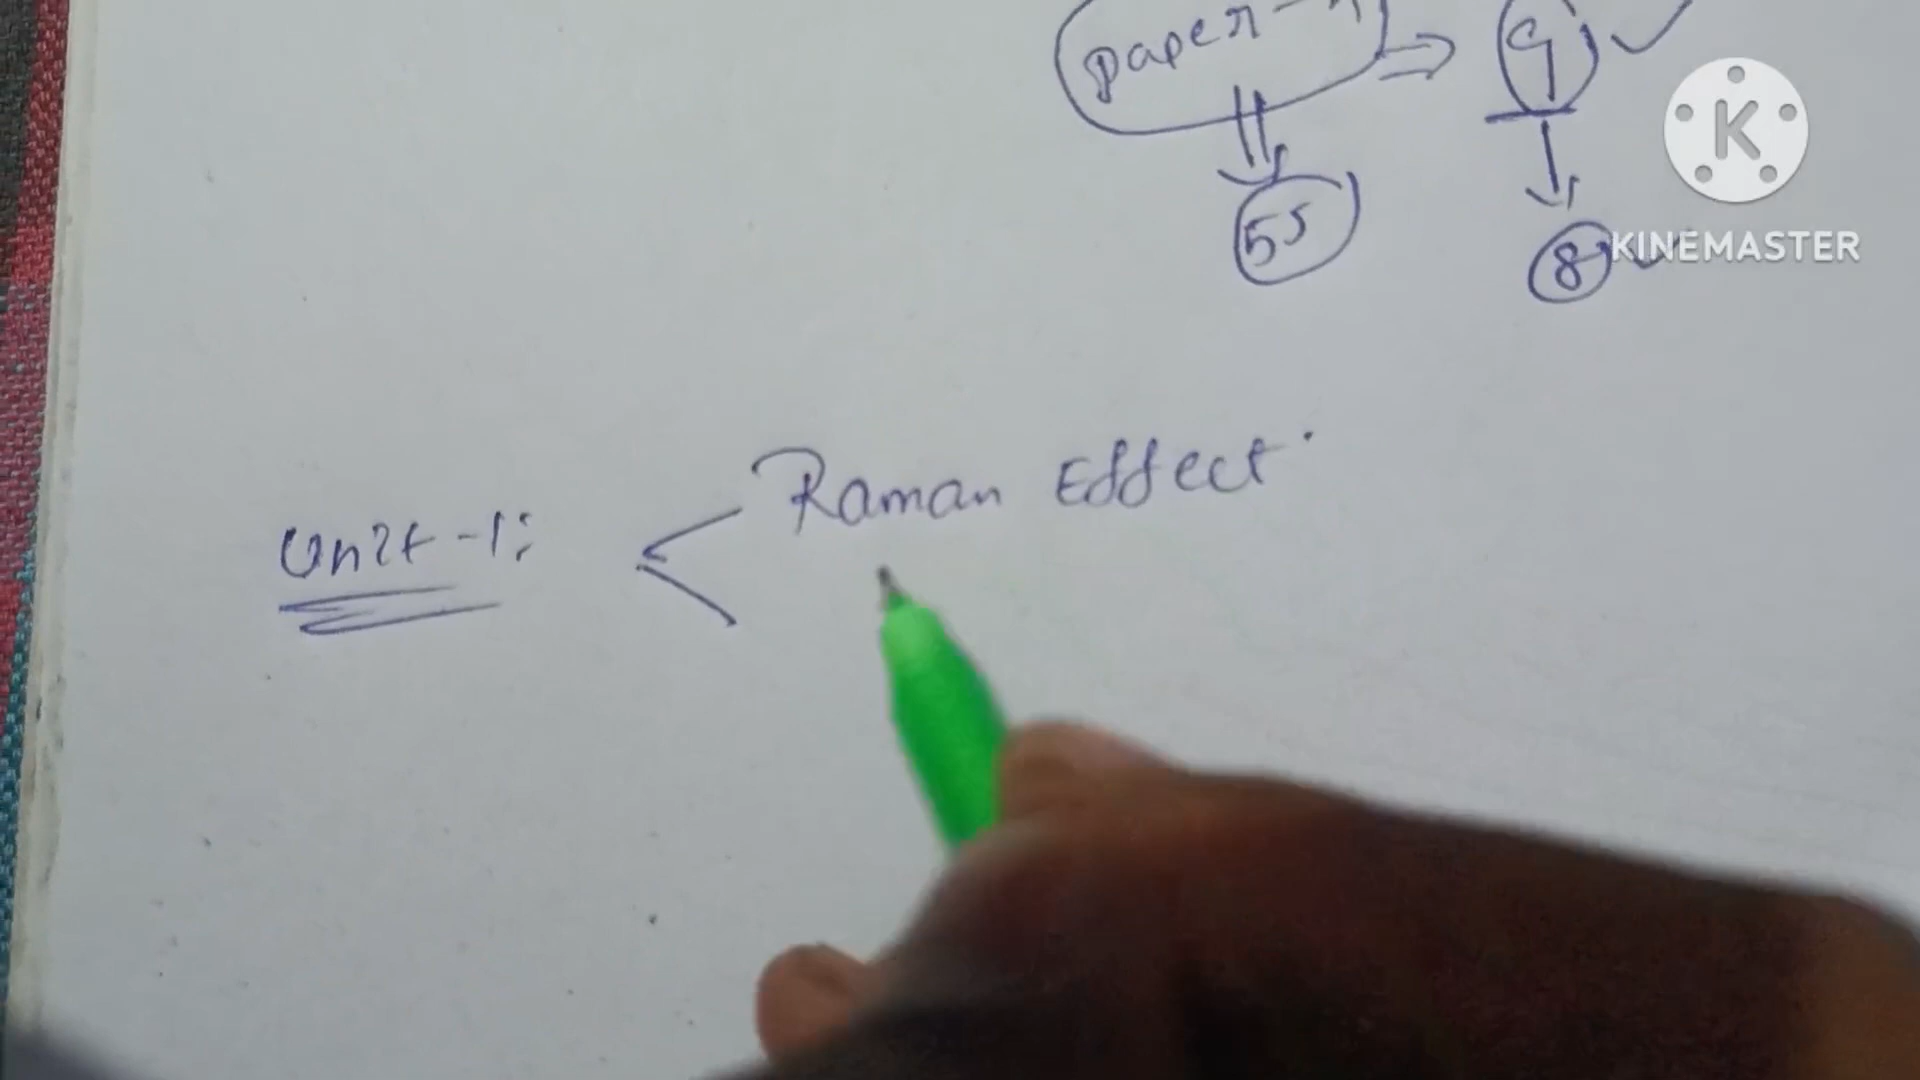 paper-
9
55
8
K
KINEMASTER
Raman Effect
Unit-1: